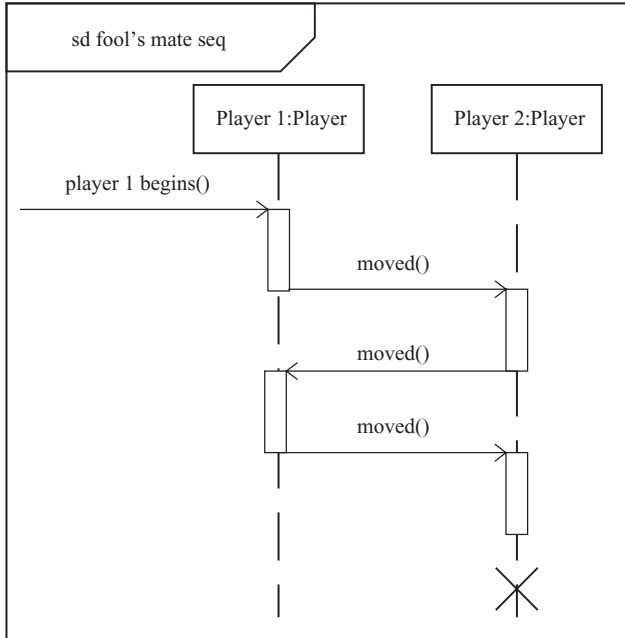 sd fool's mate seq
Player 1:Player
Player 2:Player
player 1 begins()
moved()
moved()
moved()